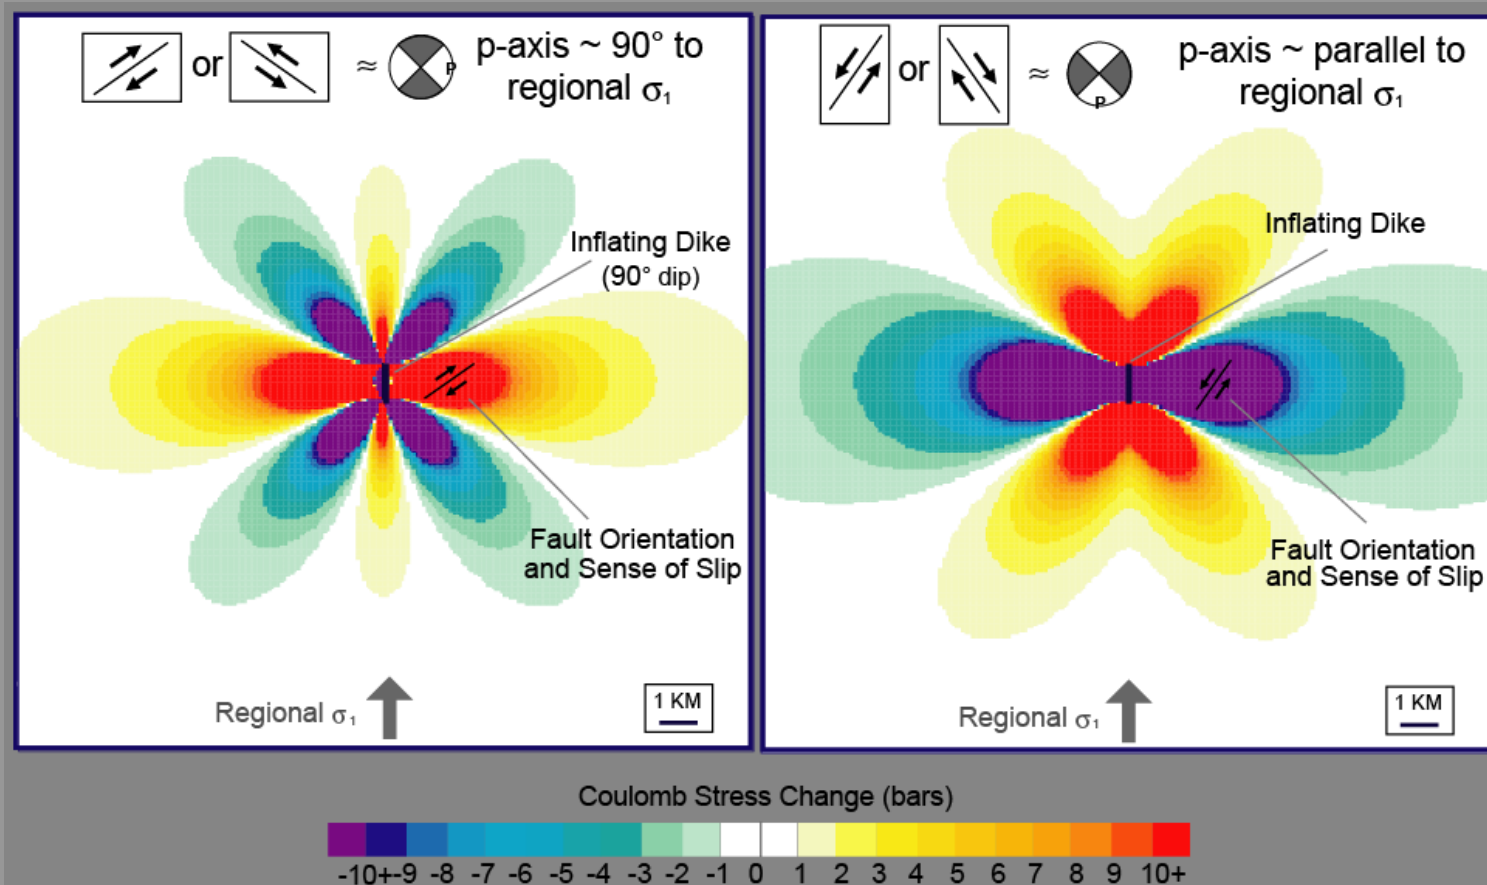 or
≈
P
p-axis ~ 90° to
regional σ₁
Inflating Dike
(90° dip)
Fault Orientation
and Sense of Slip
Regional σ₁
1 KM
or
≈
P
p-axis ~ parallel to
regional σ₁
Inflating Dike
Fault Orientation
and Sense of Slip
Regional σ₁
1 KM
Coulomb Stress Change (bars)
-10+-9 -8 -7 -6 -5 -4 -3 -2 -1 0 1 2 3 4 5 6 7 8 9 10+